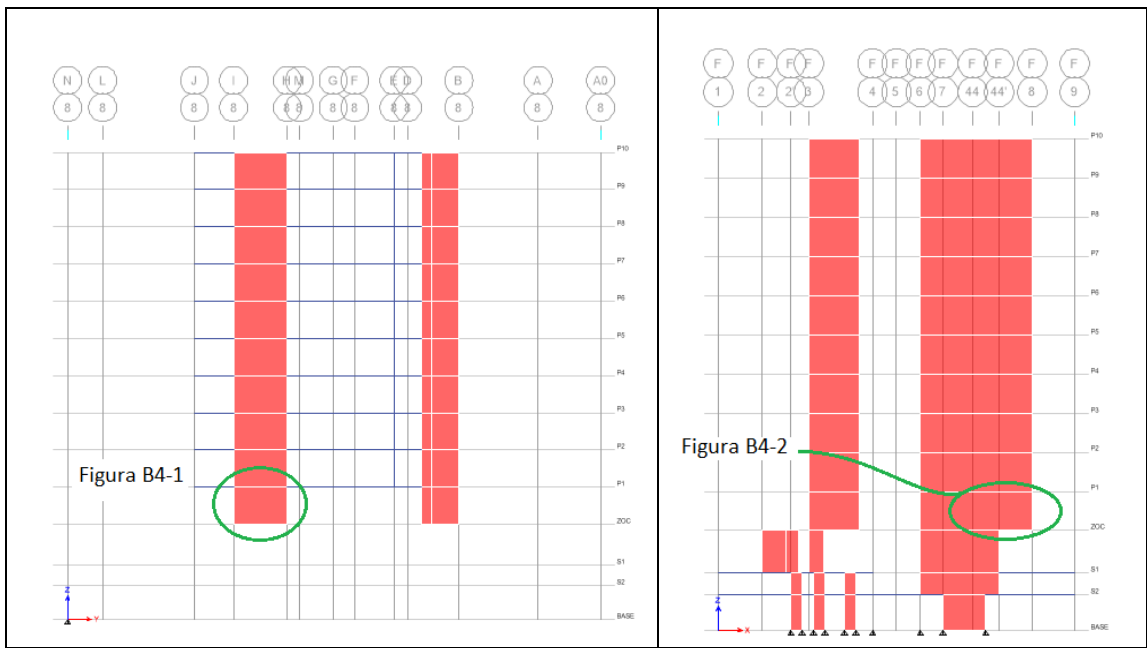 N L J I H M G F E D B A A0
8 8 8 8 8 8 8 8 8 8 8 8 8
P10
P9
P8
P7
P6
P5
P4
P3
P2
P1
ZOC
S1
S2
BASE
Figura B4-1
Z
Y
F F F F F F F F F F F F
1 2 2' 3 4 5 6 7 44 44' 8 9
P10
P9
P8
P7
P6
P5
P4
P3
P2
P1
ZOC
S1
S2
BASE
Figura B4-2
Z
X